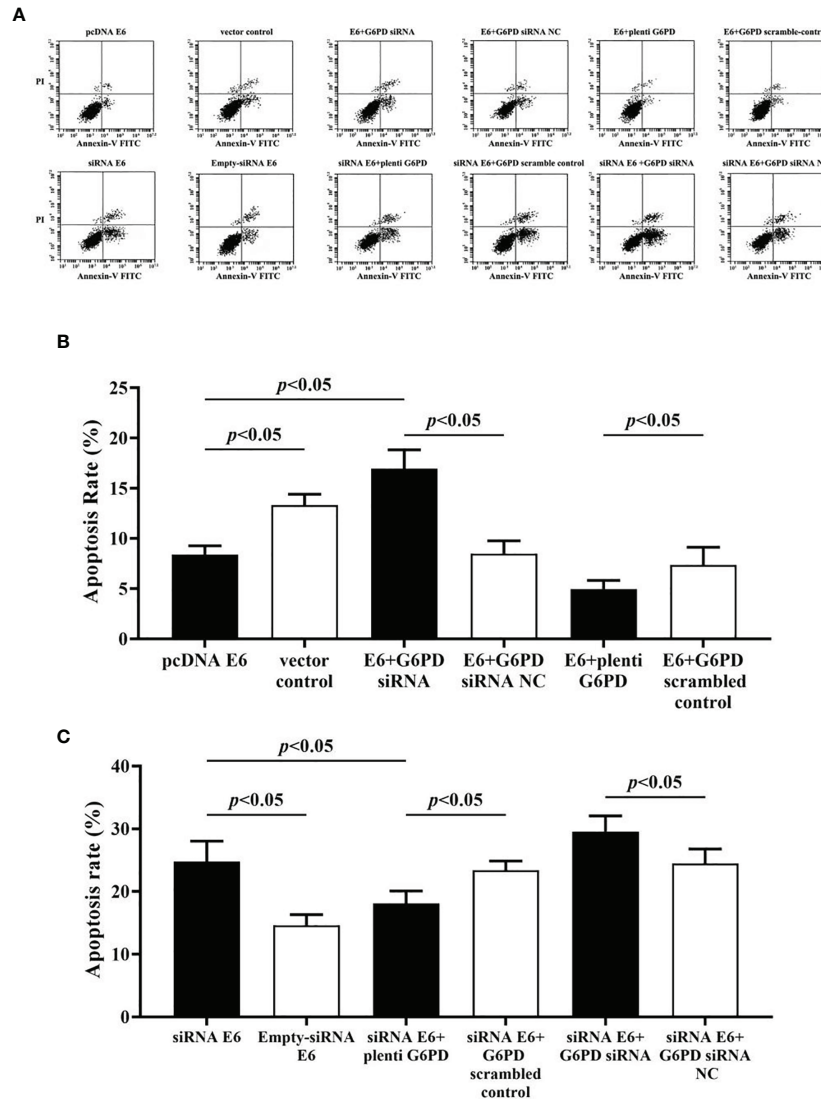 A
pcDNA E6
vector control
E6+G6PD siRNA
E6+G6PD siRNA NC
E6+plenti G6PD
E6+G6PD
PI
Annexin-V FITC
Annexin-V FITC
Annexin-V FITC
Annexin-V FITC
Annexin-V FITC
Annexin-V FITC
siRNA E6
Empty-siRNA E6
siRNA E6+plenti G6PD
siRNA E6+G6PD scramble control
siRNA E6 +G6PD siRNA
siRNA E6+G6PD siRNA
PI
Annexin-V FITC
Annexin-V FITC
Annexin-V FITC
Annexin-V FITC
Annexin-V FITC
Annexin-V FITC
B
Apoptosis Rate (%)
25
20
15
10
5
0
p<0.05
p<0.05
p<0.05
p<0.05
pcDNA E6
vector
control
E6+G6PD
siRNA
E6+G6PD
siRNA NC
E6+plenti
G6PD
E6+G6PD
scrambled
control
C
Apoptosis rate (%)
40
30
20
10
0
p<0.05
p<0.05
p<0.05
p<0.05
siRNA E6
Empty-siRNA
E6
siRNA E6+
plenti G6PD
siRNA E6+
G6PD
scrambled
control
siRNA E6+
G6PD siRNA
siRNA E6+
G6PD siRNA
NC